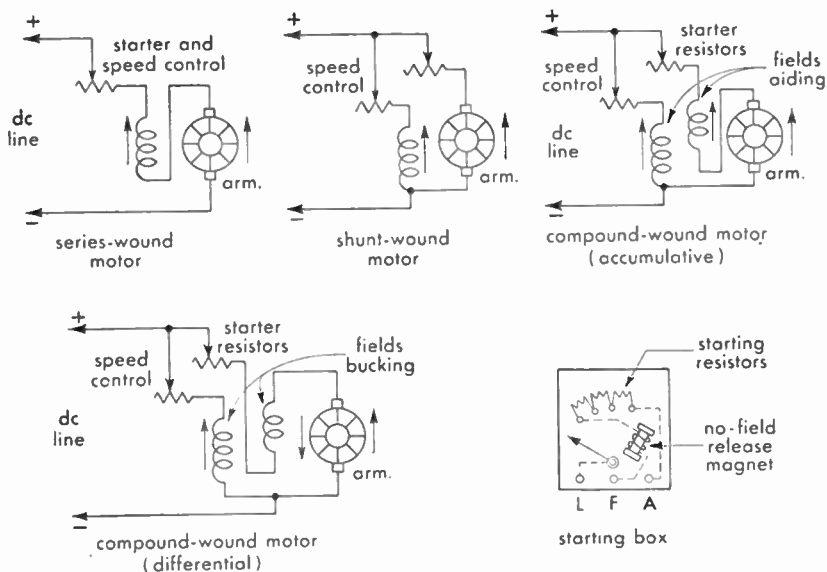 +
starter and
speed control
dc
line
arm.
−
series-wound
motor
+
speed
control
arm.
−
shunt-wound
motor
+
starter
resistors
speed
control
fields
aiding
dc
line
arm.
−
compound-wound motor
(accumulative)
+
starter
resistors
speed
control
fields
bucking
dc
line
arm.
−
compound-wound motor
(differential)
starting
resistors
no-field
release
magnet
L F A
starting box